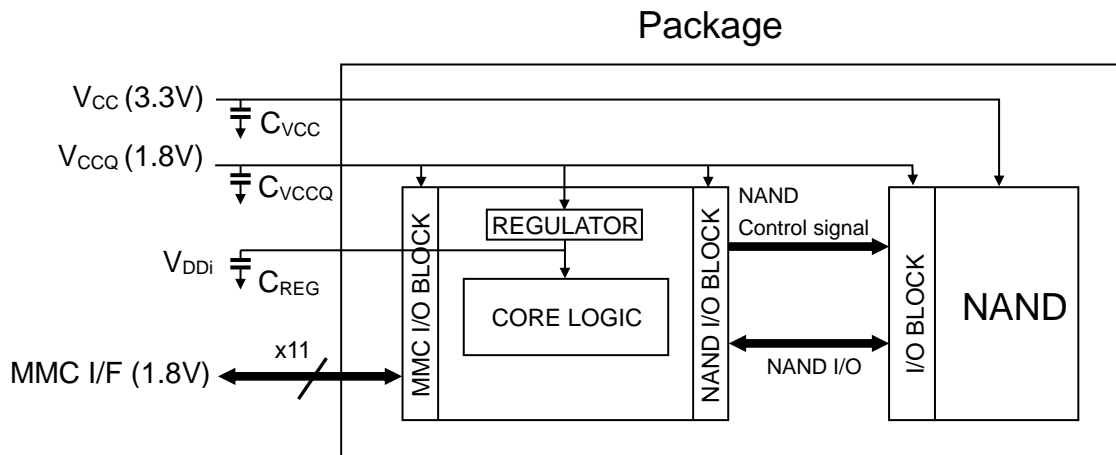 Package
VCC (3.3V)
CVCC
VCCQ (1.8V)
CVCCQ
VDDi
CREG
MMC I/F (1.8V)
x11
MMC I/O BLOCK
REGULATOR
CORE LOGIC
NAND I/O BLOCK
NAND
Control signal
NAND I/O
I/O BLOCK
NAND